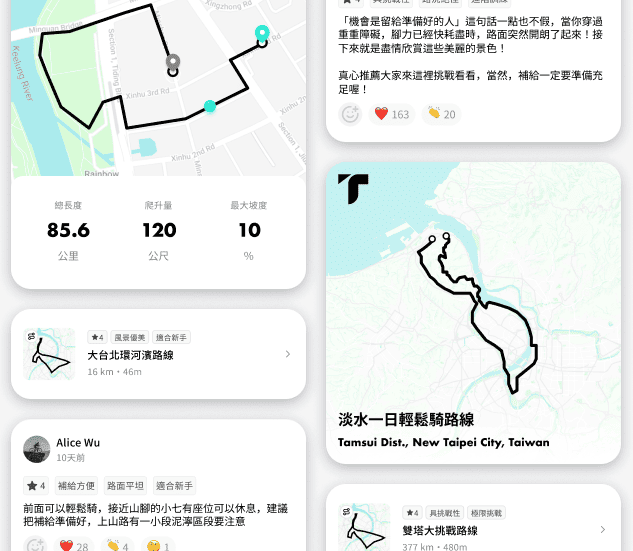 Minquan Bridge
Xingzhong Rd
Keelung River
Section 1, Tiding B
Xinhu 3rd Rd
Xinhu 3rd
Xinhu 2nd Rd
Section 1,
Rainbow
總長度
爬升量
最大坡度
85.6
120
10
公里
公尺
%
★4
風景優美
適合新手
大台北環河濱路線
16 km・46m
Alice Wu
10天前
★ 4
補給方便
路面平坦
適合新手
前面可以輕鬆騎，接近山腳的小七有座位可以休息，建議
把補給準備好，上山路有一小段泥濘區段要注意
28
4
1
「機會是留給準備好的人」這句話一點也不假，當你穿過
重重障礙，腳力已經快耗盡時，路面突然開朗了起來！接
下來就是盡情欣賞這些美麗的景色！
真心推薦大家來這裡挑戰看看，當然，補給一定要準備充
足喔！
163
20
淡水一日輕鬆騎路線
Tamsui Dist., New Taipei City, Taiwan
★4
具挑戰性
極限挑戰
雙塔大挑戰路線
377 km・480m